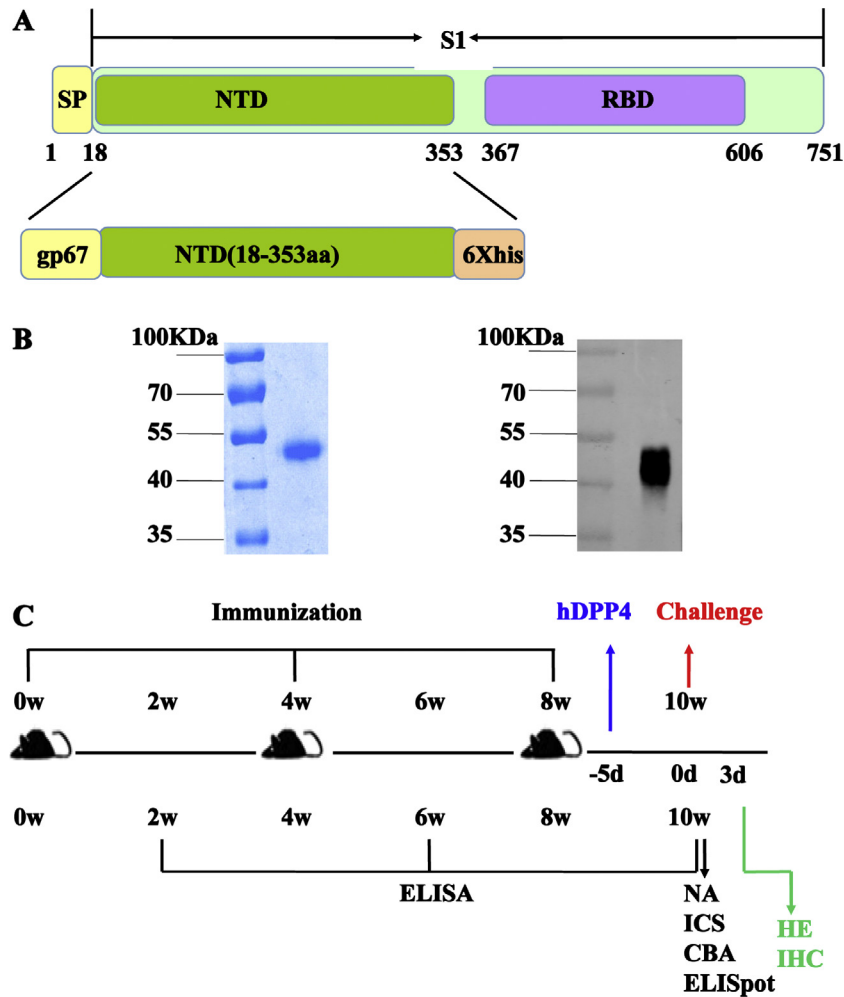 A
S1
SP NTD RBD
1 18 353 367 606 751
gp67 NTD(18-353aa) 6Xhis
B
100KDa 100KDa
70 70
55 55
40 40
35 35
C
Immunization hDPP4 Challenge
0w 2w 4w 6w 8w 10w
-5d 0d 3d
0w 2w 4w 6w 8w 10w
ELISA
NA
ICS
CBA
ELISpot
HE
IHC